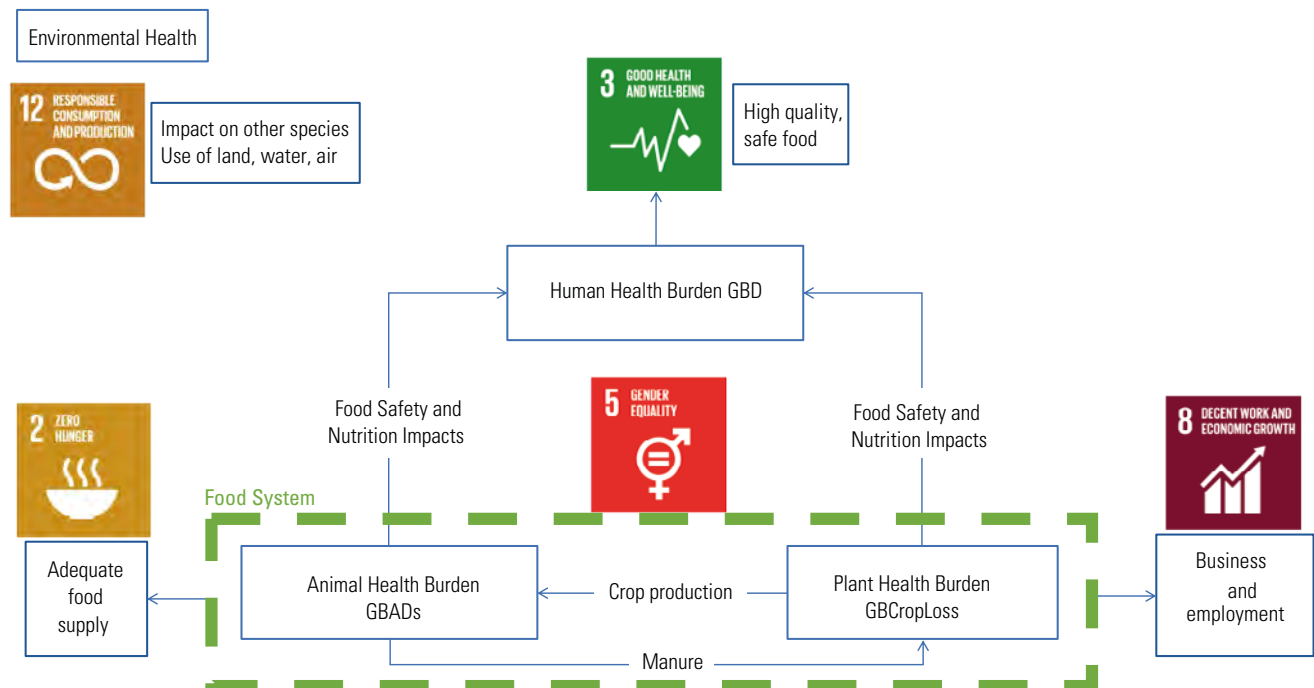 Environmental Health
12 RESPONSIBLE
CONSUMPTION
AND PRODUCTION
Impact on other species
Use of land, water, air
3 GOOD HEALTH
AND WELL-BEING
High quality,
safe food
Human Health Burden GBD
Food Safety and
Nutrition Impacts
5 GENDER
EQUALITY
Food Safety and
Nutrition Impacts
2 ZERO
HUNGER
8 DECENT WORK AND
ECONOMIC GROWTH
Food System
Adequate
food
supply
Animal Health Burden
GBADs
Crop production
Plant Health Burden
GBCropLoss
Business
and
employment
Manure